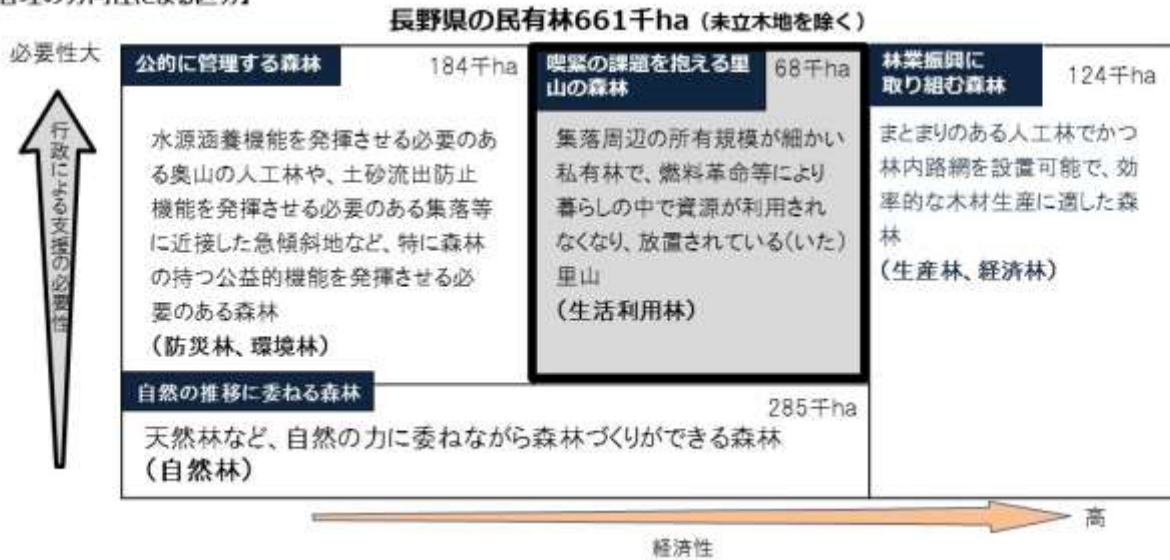 長野県の民有林661千ha（未立木地を除く）
必要性大
行政による支援の必要性
公的に管理する森林
184千ha
水源涵養機能を発揮させる必要のあ
る奥山の人工林や、土砂流出防止
機能を発揮させる必要のある集落等
に近接した急傾斜地など、特に森林
の持つ公益的機能を発揮させる必
要のある森林
（防災林、環境林）
喫緊の課題を抱える里
山の森林
68千ha
集落周辺の所有規模が細かい
私有林で、燃料革命等により
暮らしの中で資源が利用され
なくなり、放置されている（いた）
里山
（生活利用林）
林業振興に
取り組む森林
124千ha
まとまりのある人工林でかつ
林内路網を設置可能で、効
率的な木材生産に適した森
林
（生産林、経済林）
自然の推移に委ねる森林
285千ha
天然林など、自然の力に委ねながら森林づくりができる森林
（自然林）
高
経済性